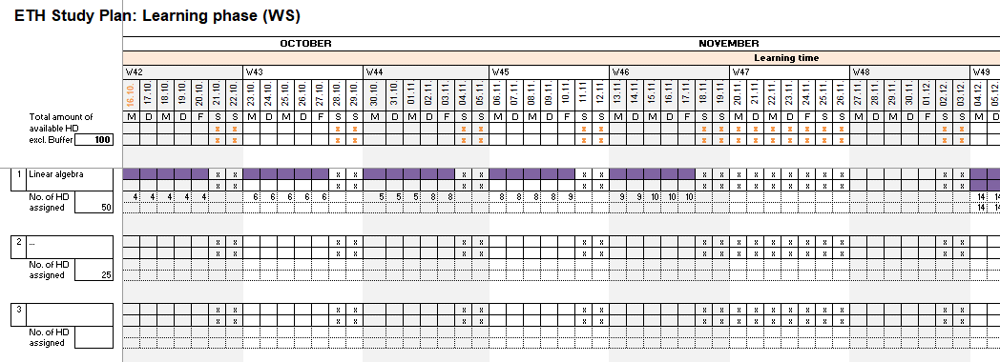 ETH Study Plan: Learning phase (WS)
OCTOBER NOVEMBER
Learning time
W42 W43 W44 W45 W46 W47 W48 W49
16.10. 17.10. 18.10. 19.10. 20.10. 21.10. 22.10. 23.10. 24.10. 25.10. 26.10. 27.10. 28.10. 29.10. 30.10. 31.10. 01.11 02.11 03.11 04.11 05.11 06.11 07.11 08.11 09.11 10.11 11.11 12.11 13.11 14.11 15.11 16.11 17.11 18.11 19.11 20.11 21.11 22.11 23.11 24.11 25.11 26.11 27.11 28.11 29.11 30.11 01.12. 02.12. 03.12. 04.12. 05.12.
Total amount of M D M D F S S M D M D F S S M D M D F S S M D M D F S S M D M D F S S M D M D F S S M D M D F S S M D
available HD x x x x x x x x x x x x x x x x x x x
excl. Buffer 100 x x x x x x x x x x x x x x x x x x x
1 Linear algebra x x x x x x x x x x x x x x x x x x x
x x x x x x x x x x x x x x x x x x x
No. of HD 4 4 4 4 4 6 6 6 6 6 5 5 5 8 8 8 8 8 8 9 9 9 10 10 10 14 14
assigned 50 14 14
2 ... x x x x x x x x x x x x x x x x x x x
x x x x x x x x x x x x x x x x x x x
No. of HD
assigned 25
3 x x x x x x x x x x x x x x x x x x x
x x x x x x x x x x x x x x x x x x x
No. of HD
assigned